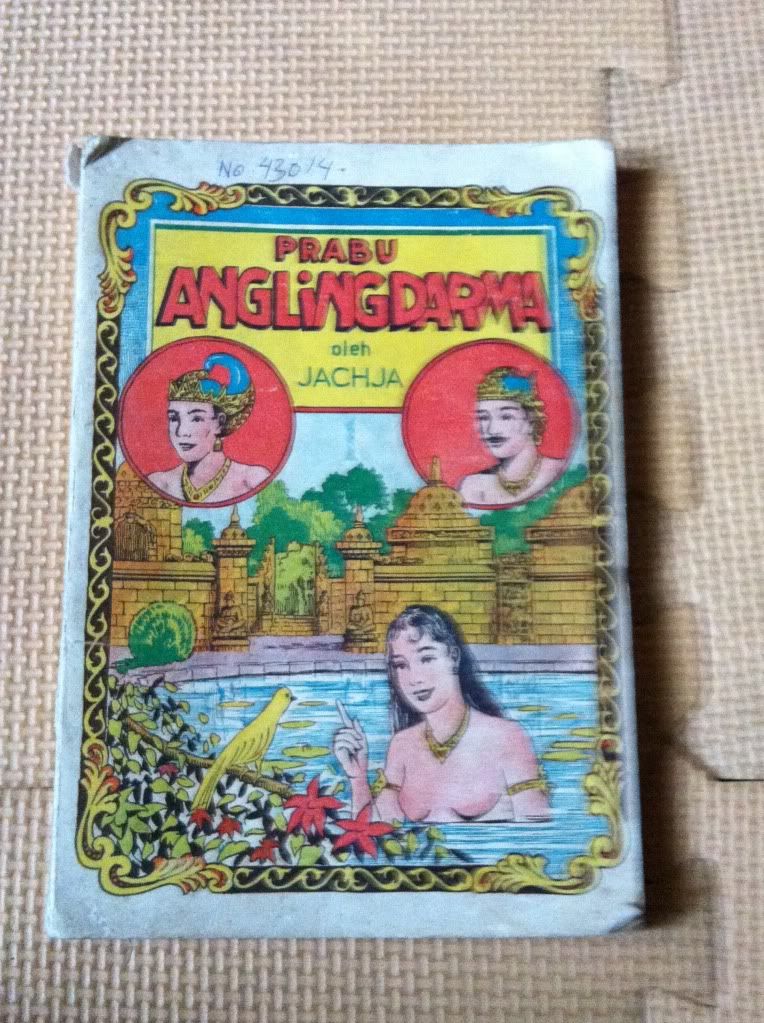 No 43014.
PRABU
ANGLiNGDARMA
oleh
JACHJA